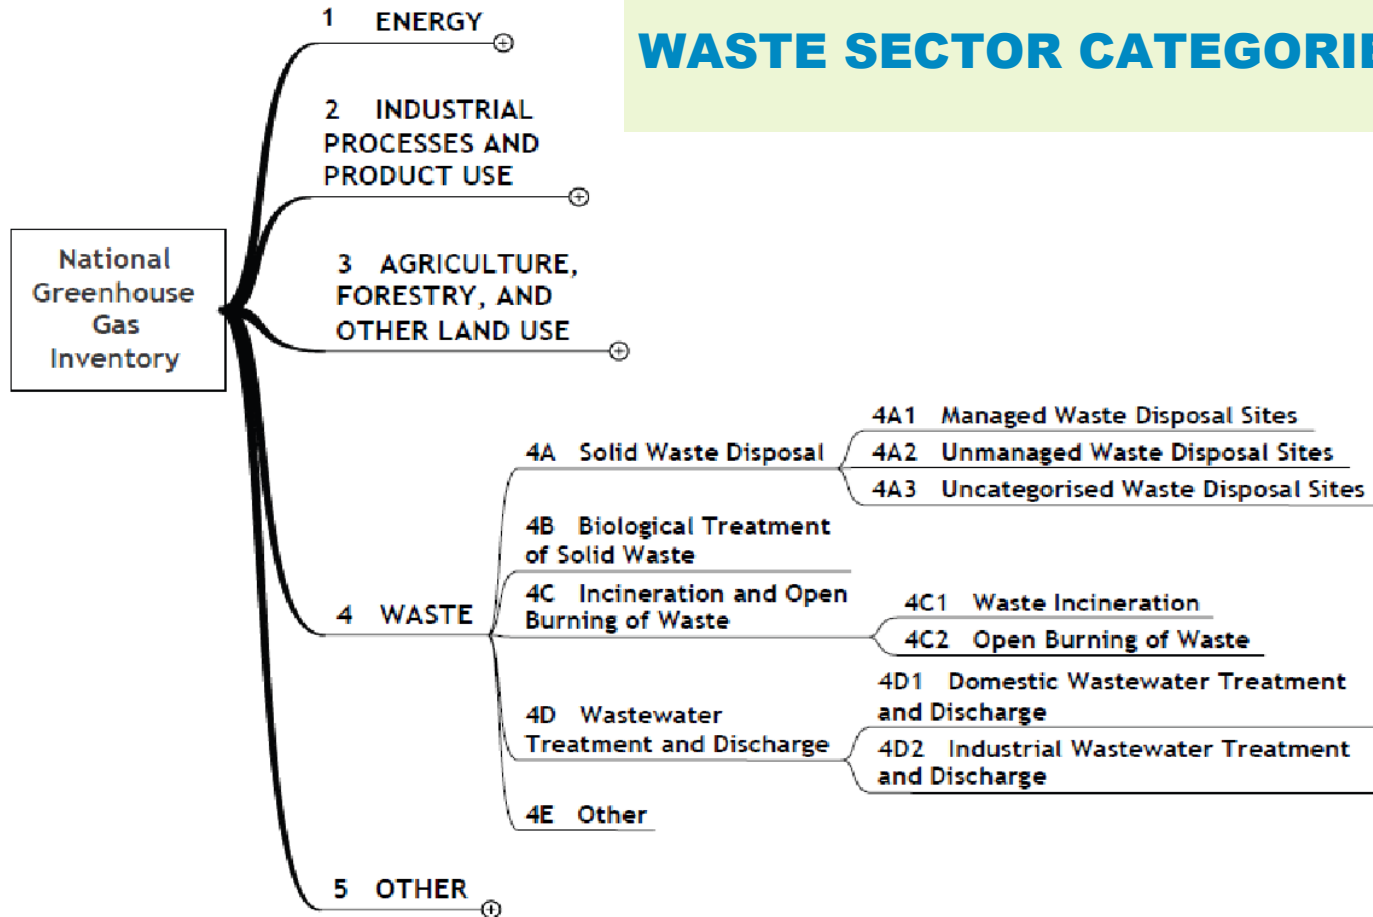 WASTE SECTOR CATEGORIE
National
Greenhouse
Gas
Inventory
1 ENERGY
2 INDUSTRIAL
PROCESSES AND
PRODUCT USE
3 AGRICULTURE,
FORESTRY, AND
OTHER LAND USE
4 WASTE
4A Solid Waste Disposal
4A1 Managed Waste Disposal Sites
4A2 Unmanaged Waste Disposal Sites
4A3 Uncategorised Waste Disposal Sites
4B Biological Treatment
of Solid Waste
4C Incineration and Open
Burning of Waste
4C1 Waste Incineration
4C2 Open Burning of Waste
4D Wastewater
Treatment and Discharge
4D1 Domestic Wastewater Treatment
and Discharge
4D2 Industrial Wastewater Treatment
and Discharge
4E Other
5 OTHER